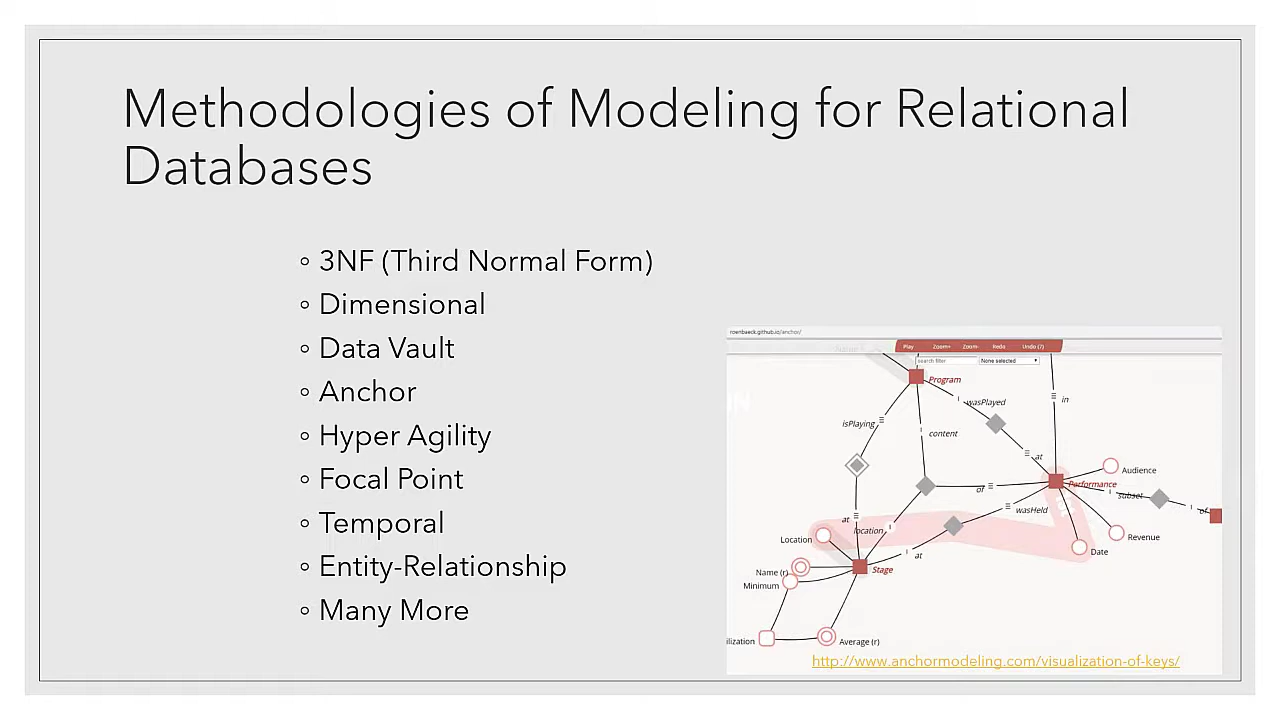 Methodologies of Modeling for Relational
Databases
◦ 3NF (Third Normal Form)
◦ Dimensional
◦ Data Vault
◦ Anchor
◦ Hyper Agility
◦ Focal Point
◦ Temporal
◦ Entity-Relationship
◦ Many More
roenbaeck.github.io/anchor/
Play Zoom+ Zoom- Redo Undo (7)
search filter None selected
Program
wasPlayed
in
isPlaying
content
at
Audience
Performance
of
subset
of
wasHeld
at
location
Location
at
Revenue
Date
Name (r)
Stage
Minimum
ilization
Average (r)
http://www.anchormodeling.com/visualization-of-keys/